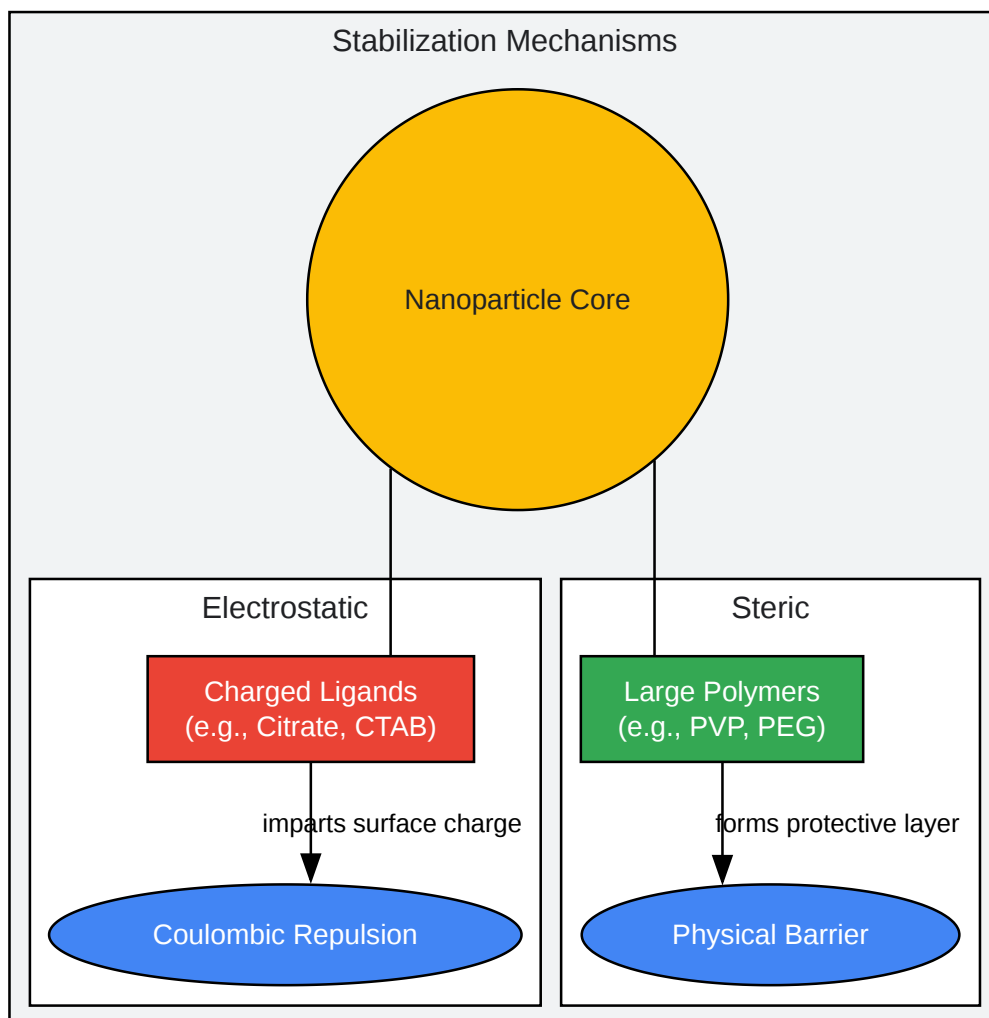 Stabilization Mechanisms
Nanoparticle Core
Electrostatic
Steric
Charged Ligands
(e.g., Citrate, CTAB)
Large Polymers
(e.g., PVP, PEG)
imparts surface charge
forms protective layer
Coulombic Repulsion
Physical Barrier